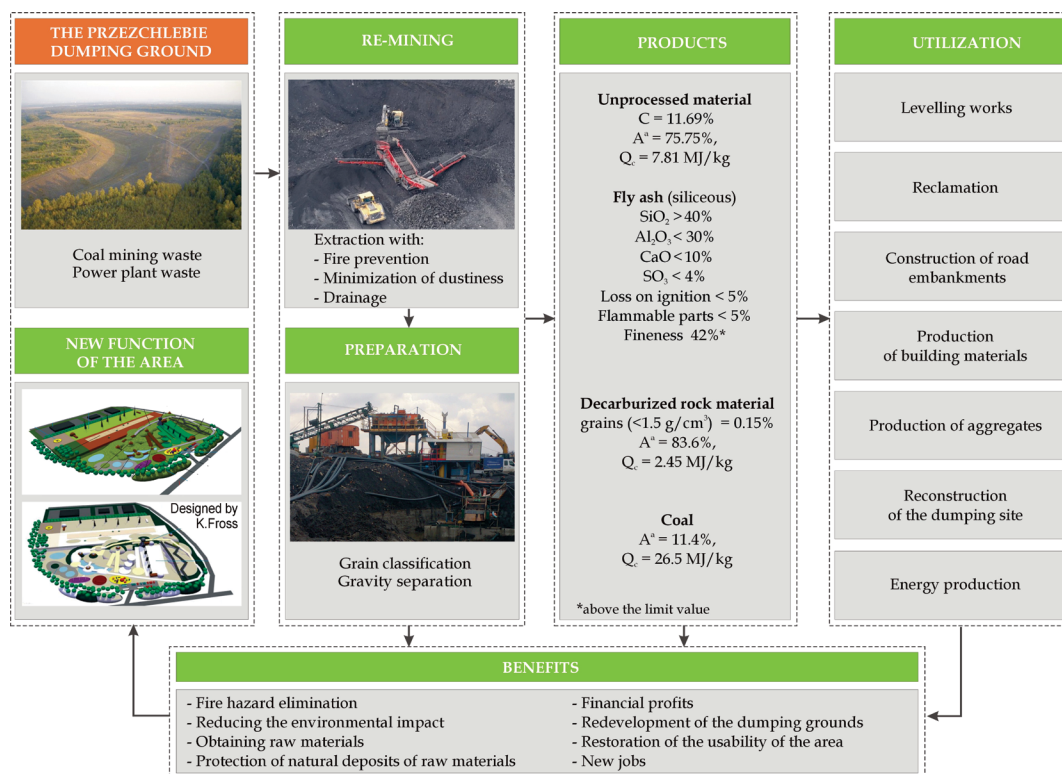 THE PRZEZCHLEBIE
DUMPING GROUND
Coal mining waste
Power plant waste
NEW FUNCTION
OF THE AREA
Designed by
K.Fross
RE-MINING
Extraction with:
- Fire prevention
- Minimization of dustiness
- Drainage
PREPARATION
Grain classification
Gravity separation
PRODUCTS
Unprocessed material
C = 11.69%
Aᵃ = 75.75%,
Q꜀ = 7.81 MJ/kg
Fly ash (siliceous)
SiO₂ >40%
Al₂O₃ < 30%
CaO < 10%
SO₃ < 4%
Loss on ignition < 5%
Flammable parts < 5%
Fineness 42%*
Decarburized rock material
grains (<1.5 g/cm³) = 0.15%
Aᵃ = 83.6%,
Q꜀ = 2.45 MJ/kg
Coal
Aᵃ = 11.4%,
Q꜀ = 26.5 MJ/kg
*above the limit value
UTILIZATION
Levelling works
Reclamation
Construction of road
embankments
Production
of building materials
Production of aggregates
Reconstruction
of the dumping site
Energy production
BENEFITS
- Fire hazard elimination
- Reducing the environmental impact
- Obtaining raw materials
- Protection of natural deposits of raw materials
- Financial profits
- Redevelopment of the dumping grounds
- Restoration of the usability of the area
- New jobs